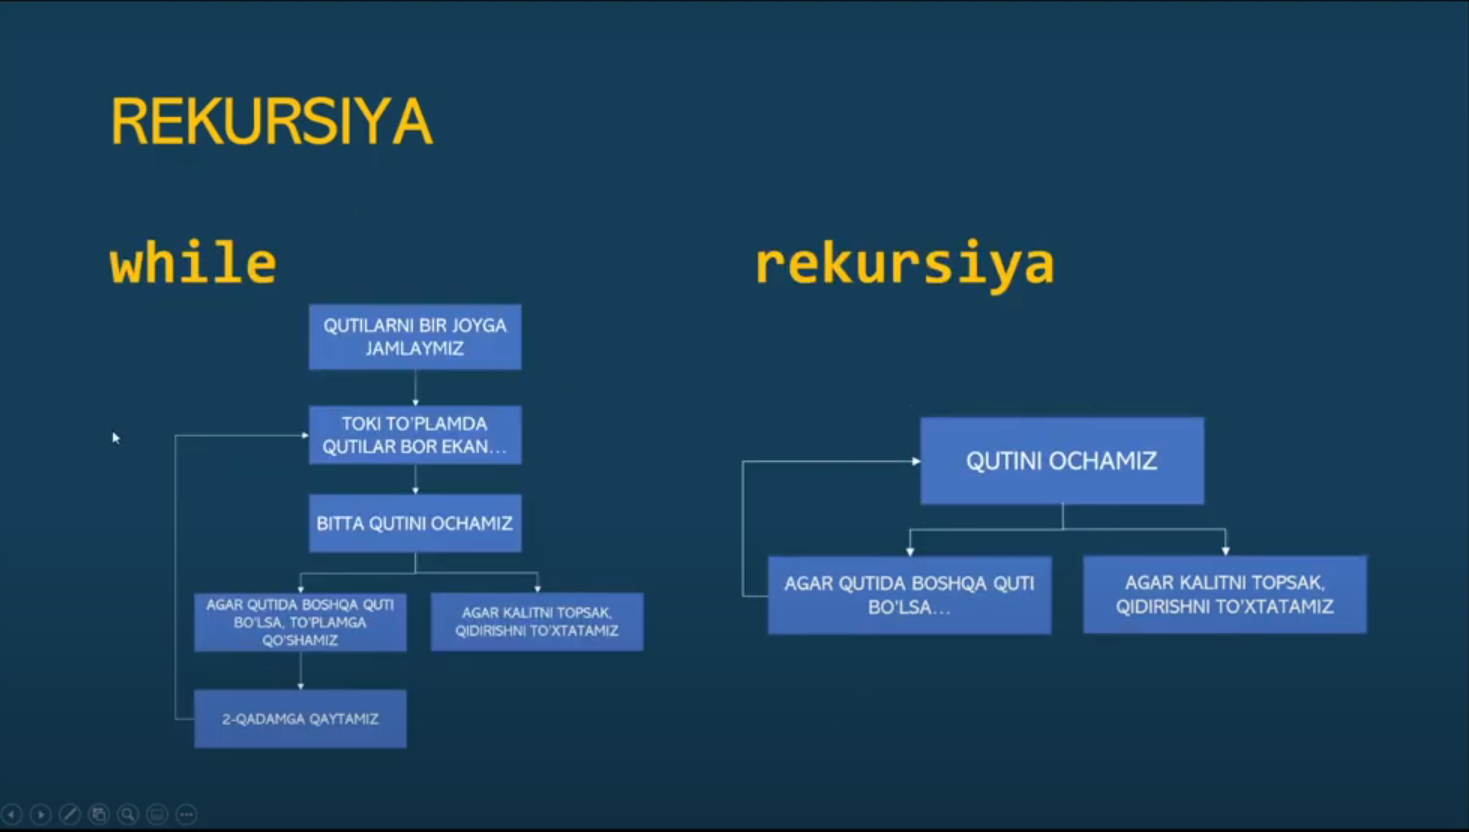 REKURSIYA
while
QUTILARNI BIR JOYGA
JAMLAYMIZ
TOKI TO'PLAMDA
QUTILAR BOR EKAN...
BITTA QUTINI OCHAMIZ
AGAR QUTIDA BOSHQA QUTI
BO'LSA, TO'PLAMGA
QO'SHAMIZ
AGAR KALITNI TOPSAK,
QIDIRISHNI TO'XTATAMIZ
2-QADAMGA QAYTAMIZ
rekursiya
QUTINI OCHAMIZ
AGAR QUTIDA BOSHQA QUTI
BO'LSA...
AGAR KALITNI TOPSAK,
QIDIRISHNI TO'XTATAMIZ